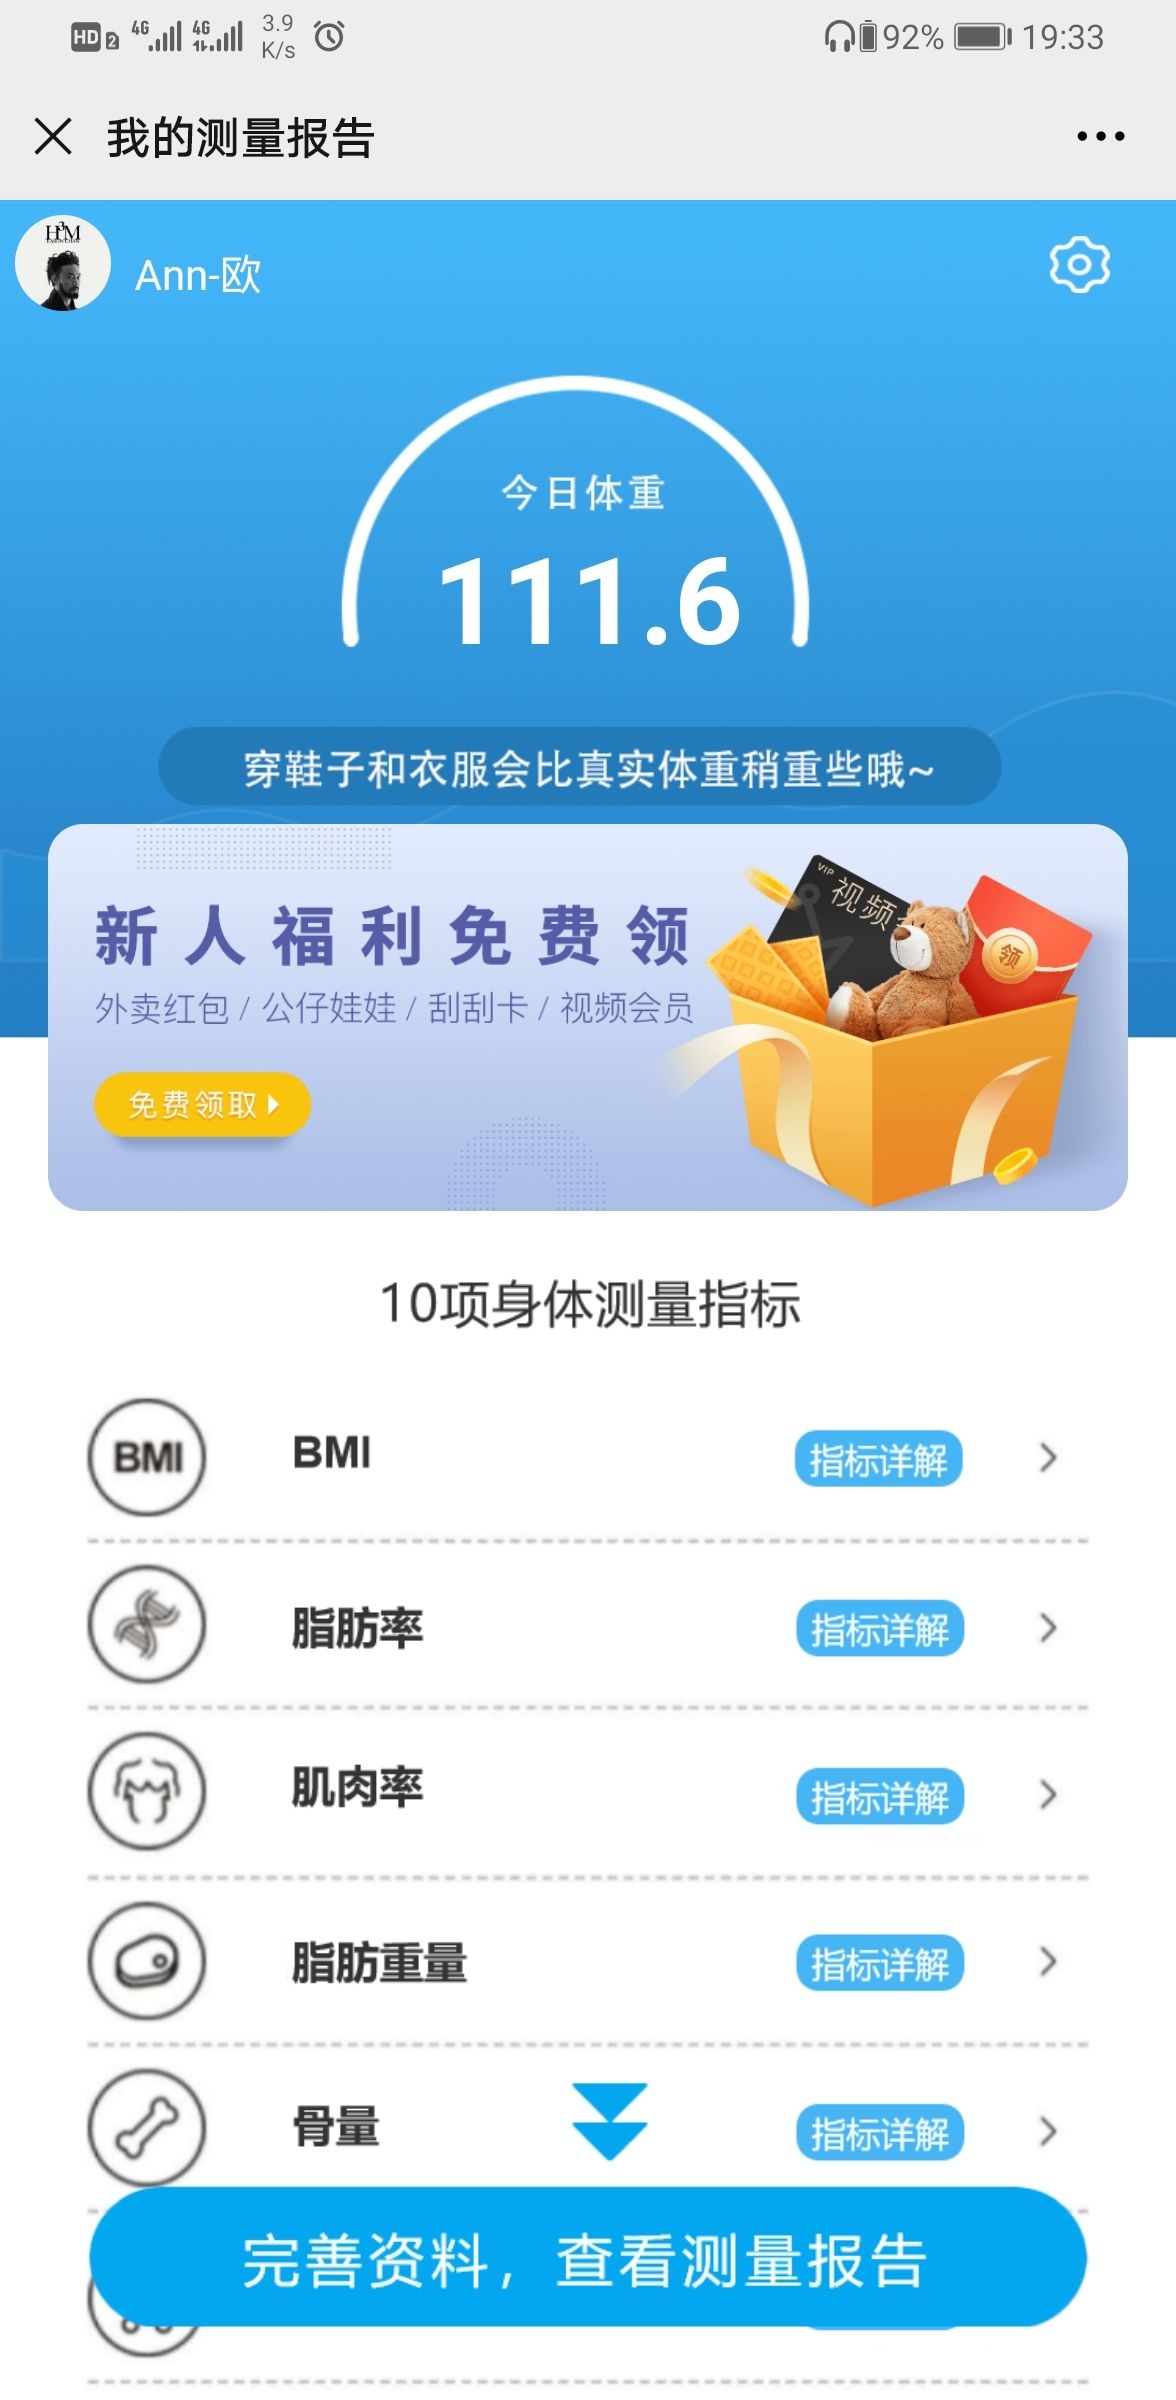 HD 2 4G 4G 3.9 K/s 92% 19:33
我的测量报告
H³M
Ann-欧
今日体重
111.6
穿鞋子和衣服会比真实体重稍重些哦~
VIP
视频
领
新人福利免费领
外卖红包 / 公仔娃娃 / 刮刮卡 / 视频会员
免费领取
10项身体测量指标
BMI BMI 指标详解
脂肪率 指标详解
肌肉率 指标详解
脂肪重量 指标详解
骨量 指标详解
完善资料，查看测量报告